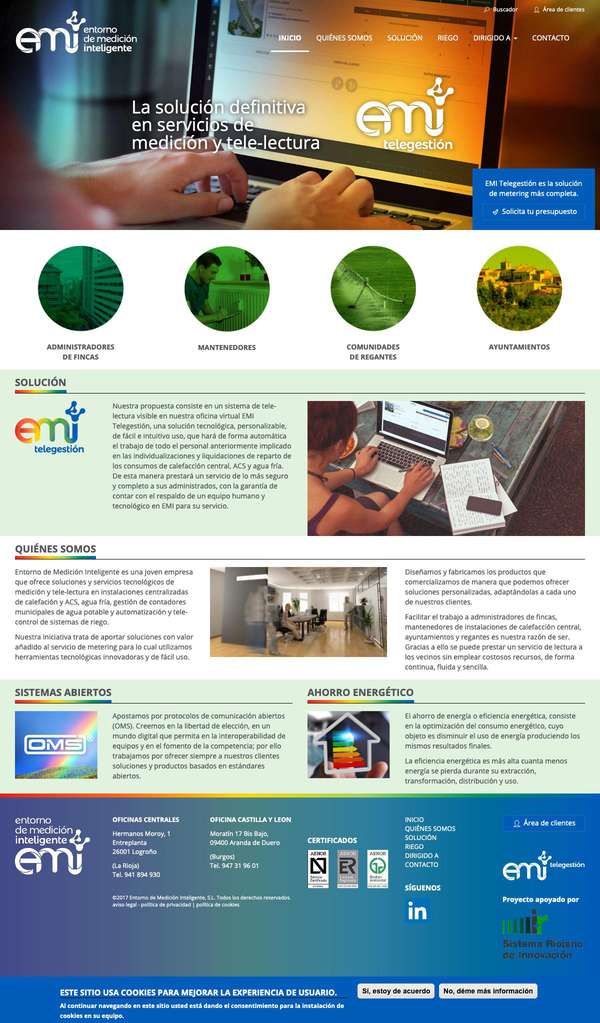 Buscador
Área de clientes
emi entorno
de medición
inteligente
INICIO
QUIÉNES SOMOS
SOLUCIÓN
RIEGO
DIRIGIDO A
CONTACTO
La solución definitiva
en servicios de
medición y tele-lectura
emi
telegestión
EMI Telegestión es la solución
de metering más completa.
Solicita tu presupuesto
ADMINISTRADORES
DE FINCAS
MANTENEDORES
COMUNIDADES
DE REGANTES
AYUNTAMIENTOS
SOLUCIÓN
emi
telegestión
Nuestra propuesta consiste en un sistema de tele-
lectura visible en nuestra oficina virtual EMI
Telegestión, una solución tecnológica, personalizable,
de fácil e intuitivo uso, que hará de forma automática
el trabajo de todo el personal anteriormente implicado
en las individualizaciones y liquidaciones de reparto de
los consumos de calefacción central, ACS y agua fría.
De esta manera prestará un servicio de lo más seguro
y completo a sus administrados, con la garantía de
contar con el respaldo de un equipo humano y
tecnológico en EMI para su servicio.
QUIÉNES SOMOS
Entorno de Medición Inteligente es una joven empresa
que ofrece soluciones y servicios tecnológicos de
medición y tele-lectura en instalaciones centralizadas
de calefación y ACS, agua fría, gestión de contadores
municipales de agua potable y automatización y tele-
control de sistemas de riego.
Nuestra iniciativa trata de aportar soluciones con valor
añadido al servicio de metering para lo cual utilizamos
herramientas tecnológicas innovadoras y de fácil uso.
Diseñamos y fabricamos los productos que
comercializamos de manera que podemos ofrecer
soluciones personalizadas, adaptándolas a cada uno
de nuestros clientes.
Facilitar el trabajo a administradores de fincas,
mantenedores de instalaciones de calefacción central,
ayuntamientos y regantes es nuestra razón de ser.
Gracias a ello se puede prestar un servicio de lectura a
los vecinos sin emplear costosos recursos, de forma
continua, fluida y sencilla.
SISTEMAS ABIERTOS
OMS
Apostamos por protocolos de comunicación abiertos
(OMS). Creemos en la libertad de elección, en un
mundo digital que permita en la interoperabilidad de
equipos y en el fomento de la competencia; por ello
trabajamos por ofrecer siempre a nuestros clientes
soluciones y productos basados en estándares
abiertos.
AHORRO ENERGÉTICO
El ahorro de energía o eficiencia energética, consiste
en la optimización del consumo energético, cuyo
objeto es disminuir el uso de energía produciendo los
mismos resultados finales.
La eficiencia energética es más alta cuanta menos
energía se pierda durante su extracción,
transformación, distribución y uso.
entorno
de medición
inteligente
emi
OFICINAS CENTRALES
Hermanos Moroy, 1
Entreplanta
26001 Logroño
(La Rioja)
Tel. 941 894 930
OFICINA CASTILLA Y LEON
Moratín 17 Bis Bajo,
09400 Aranda de Duero
(Burgos)
Tel. 947 31 96 01
©2017 Entorno de Medición Inteligente, S.L. Todos los derechos reservados.
aviso legal - política de privacidad | política de cookies
CERTIFICADOS
AENOR
AENOR
AENOR
INICIO
QUIÉNES SOMOS
SOLUCIÓN
RIEGO
DIRIGIDO A
CONTACTO
SÍGUENOS
in
Área de clientes
emi telegestión
Proyecto apoyado por
Sistema Riojano
de Innovación
ESTE SITIO USA COOKIES PARA MEJORAR LA EXPERIENCIA DE USUARIO.
Al continuar navegando en este sitio usted está dando el consentimiento para la instalación de
cookies en su equipo.
Sí, estoy de acuerdo
No, déme más información